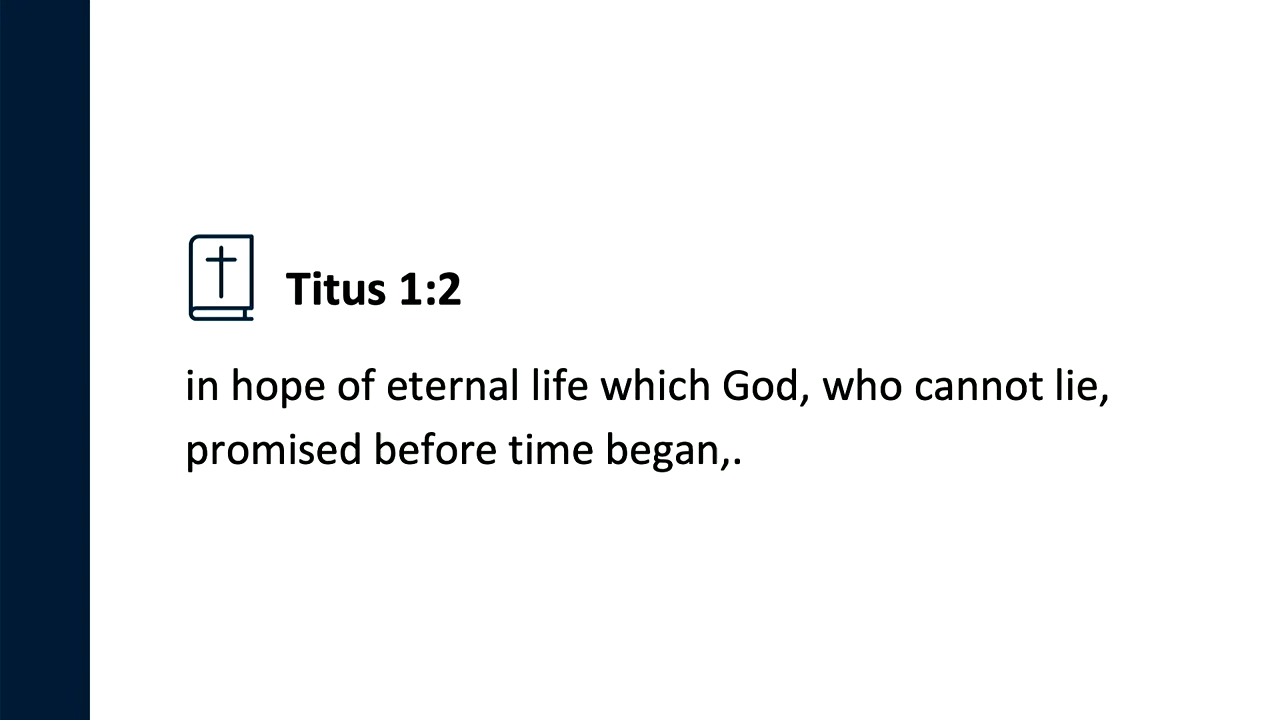 Titus 1:2
in hope of eternal life which God, who cannot lie,
promised before time began,.